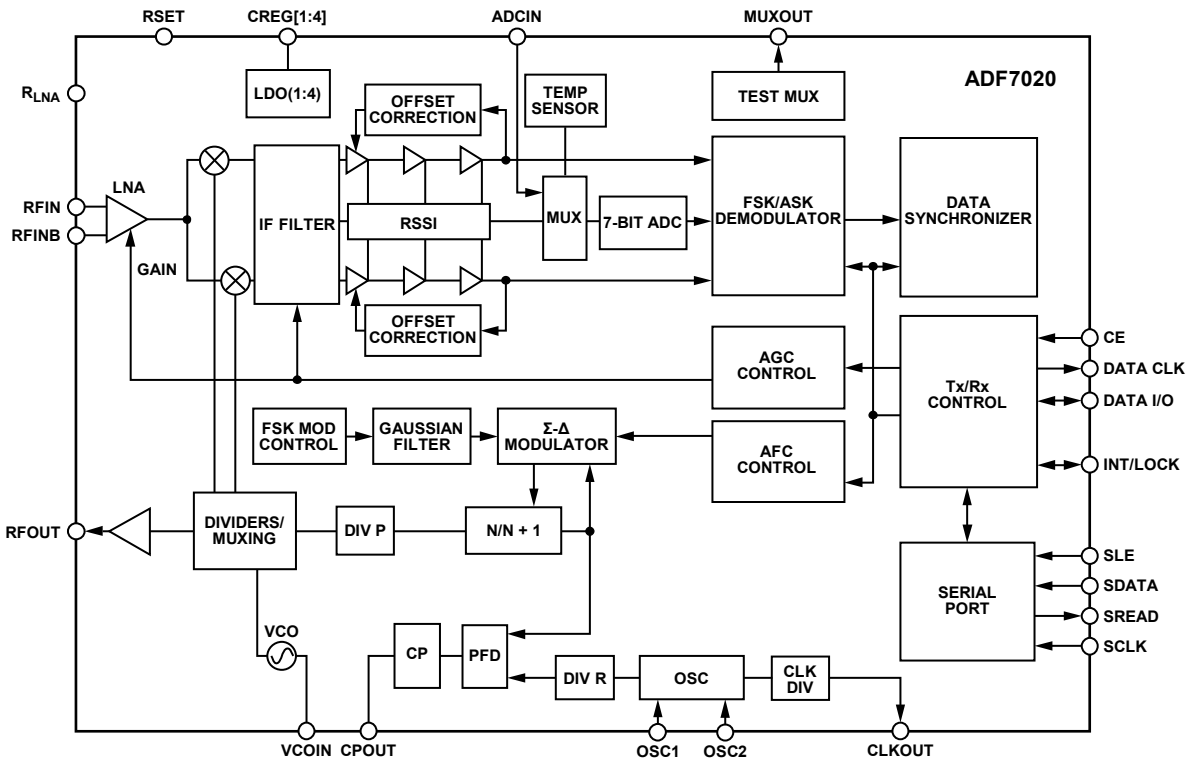 RSET
CREG[1:4]
ADCIN
MUXOUT
RLNA
LDO(1:4)
OFFSET
CORRECTION
TEMP
SENSOR
TEST MUX
ADF7020
LNA
RFIN
RFINB
GAIN
IF FILTER
RSSI
MUX
7-BIT ADC
FSK/ASK
DEMODULATOR
DATA
SYNCHRONIZER
OFFSET
CORRECTION
AGC
CONTROL
Tx/Rx
CONTROL
CE
DATA CLK
DATA I/O
INT/LOCK
FSK MOD
CONTROL
GAUSSIAN
FILTER
Σ-Δ
MODULATOR
AFC
CONTROL
RFOUT
DIVIDERS/
MUXING
DIV P
N/N + 1
SERIAL
PORT
SLE
SDATA
SREAD
SCLK
VCO
CP
PFD
DIV R
OSC
CLK
DIV
VCOIN
CPOUT
OSC1
OSC2
CLKOUT